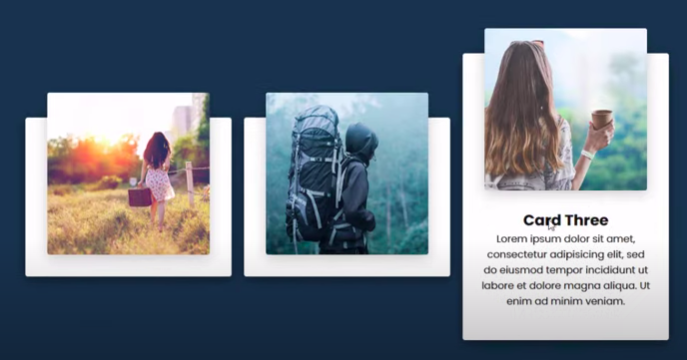 Card Three
Lorem ipsum dolor sit amet,
consectetur adipisicing elit, sed
do eiusmod tempor incididunt ut
labore et dolore magna aliqua. Ut
enim ad minim veniam.